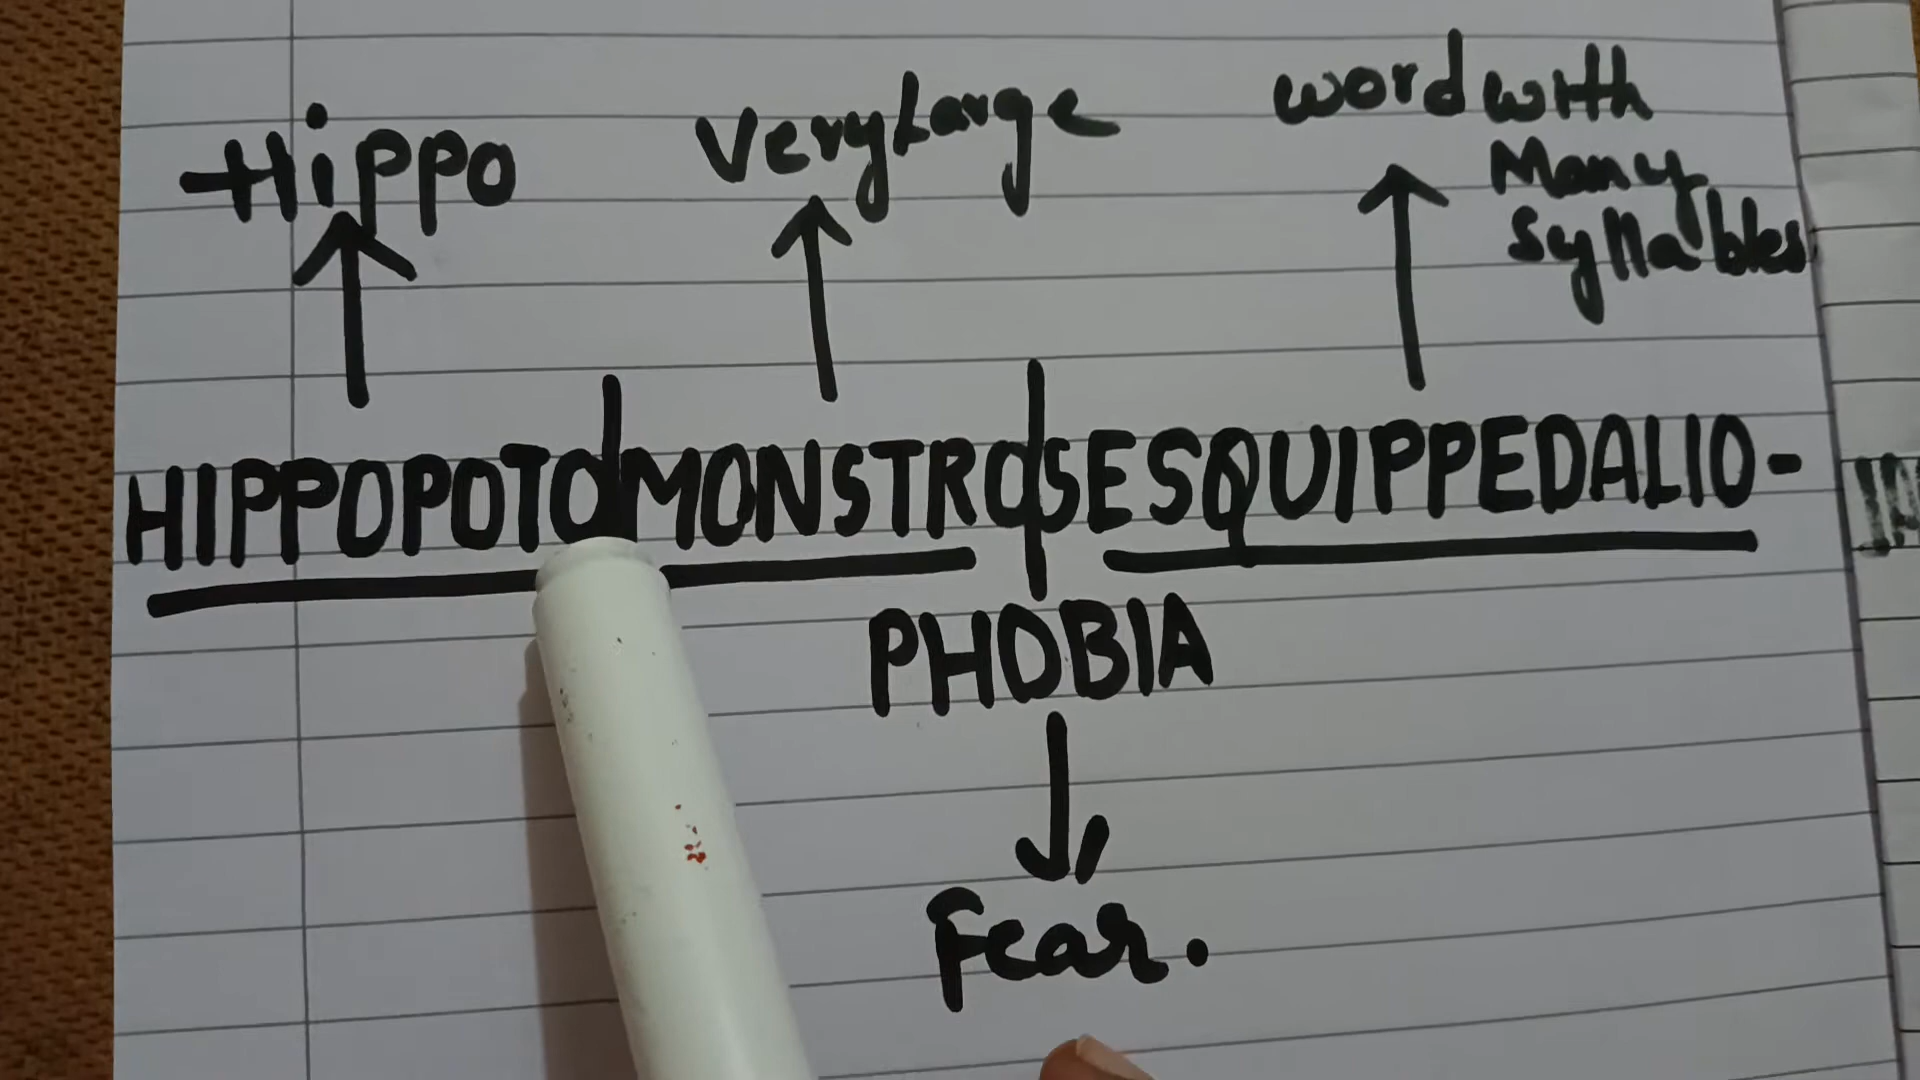 Hippo
Very Large
word with
Many
Syllables
HIPPOPOTOMONSTROSESQUIPPEDALIO-
PHOBIA
Fear.